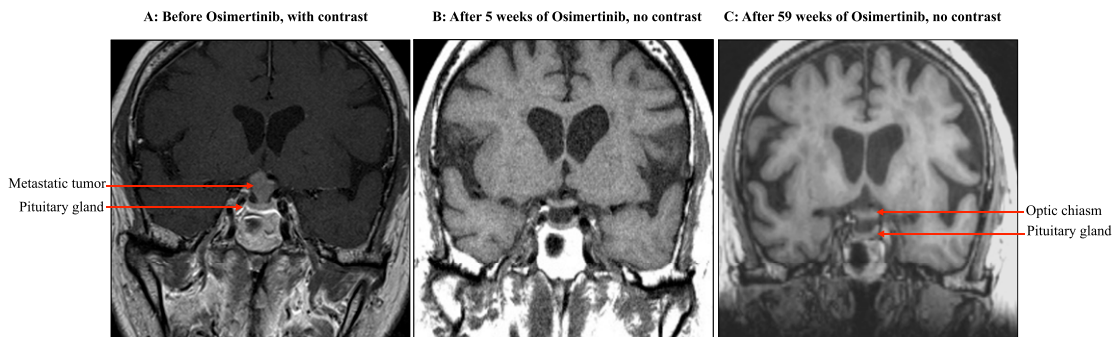 A: Before Osimertinib, with contrast
B: After 5 weeks of Osimertinib, no contrast
C: After 59 weeks of Osimertinib, no contrast
Metastatic tumor
Pituitary gland
Optic chiasm
Pituitary gland